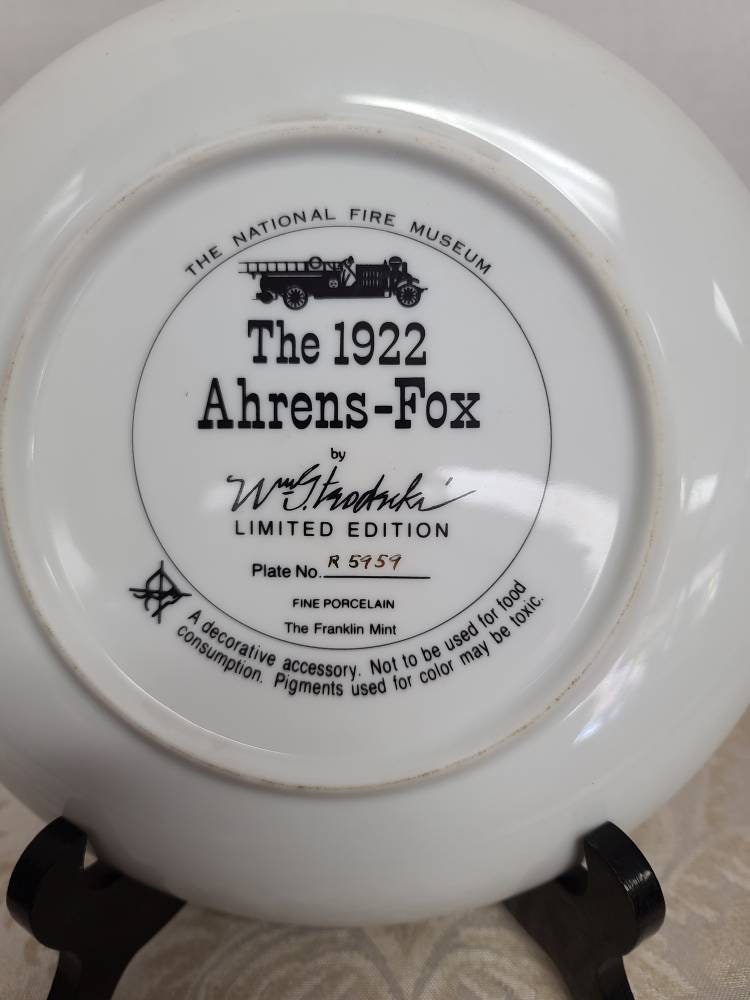 THE NATIONAL FIRE MUSEUM
The 1922
Ahrens-Fox
by
LIMITED EDITION
Plate No. R 5959
FINE PORCELAIN
The Franklin Mint
A decorative accessory. Not to be used for food
consumption. Pigments used for color may be toxic.